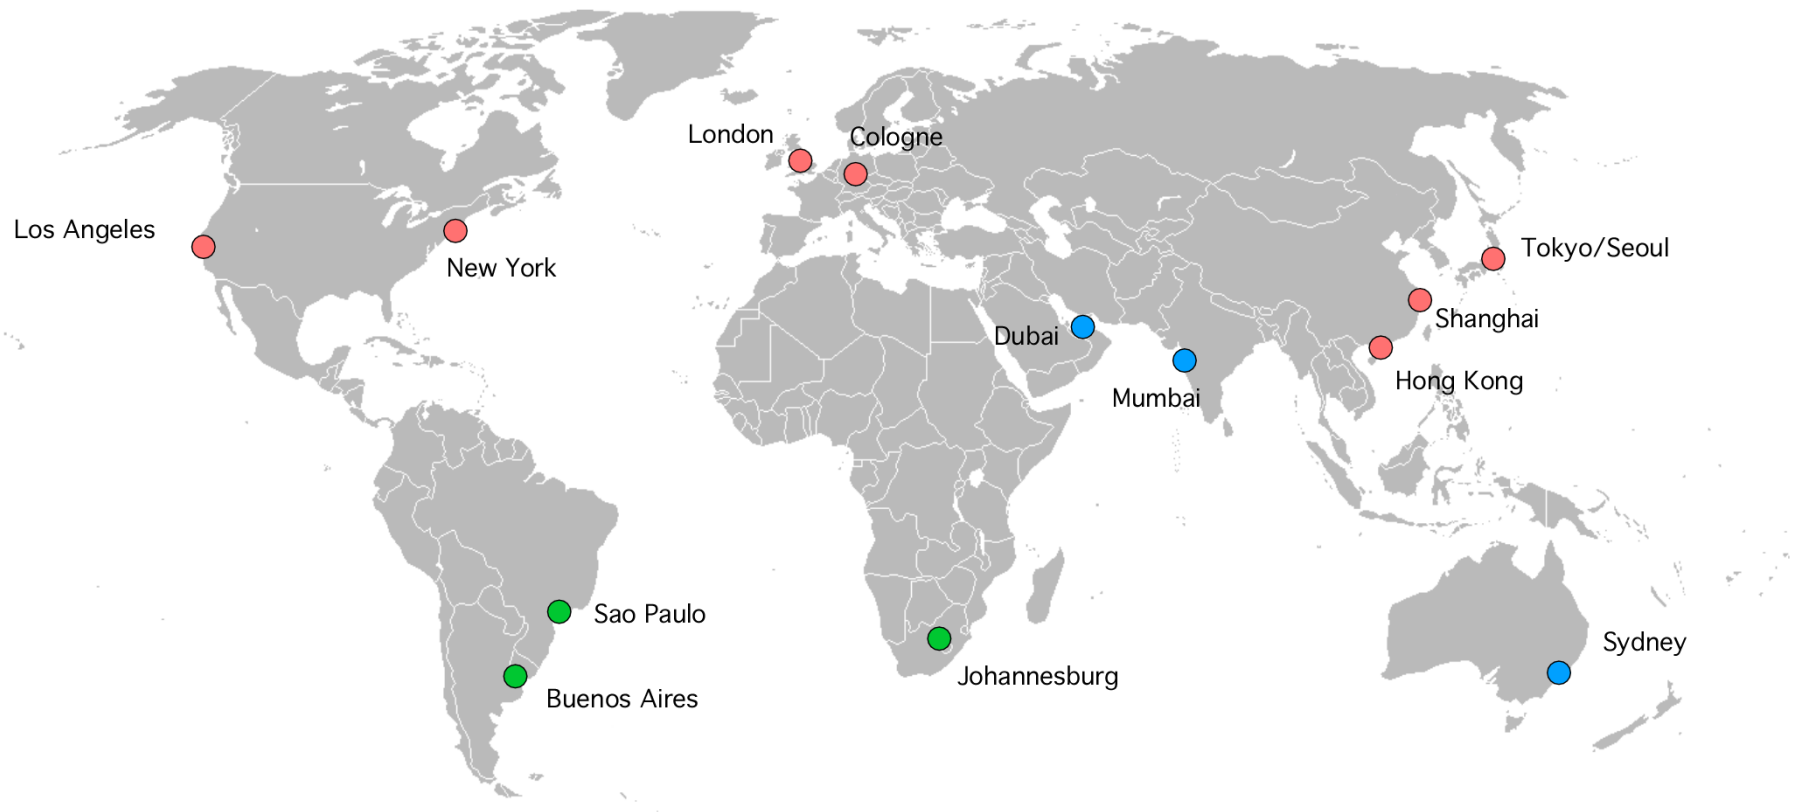 London
Cologne
Los Angeles
New York
Tokyo/Seoul
Shanghai
Dubai
Hong Kong
Mumbai
Sao Paulo
Sydney
Johannesburg
Buenos Aires